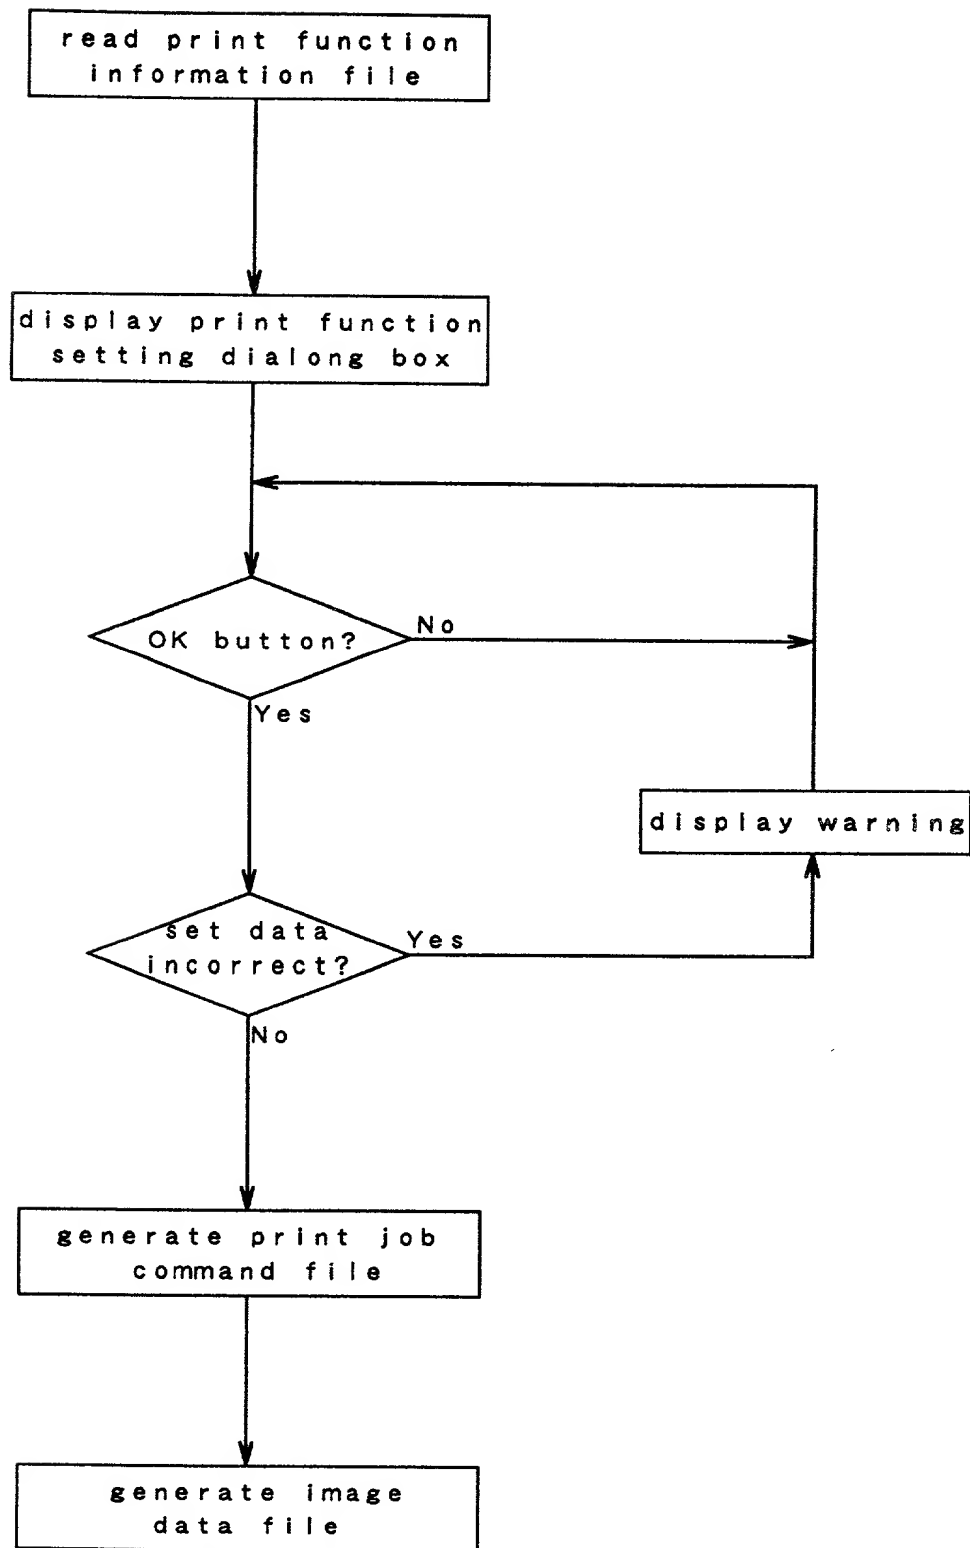 read print function
information file
display print function
setting dialong box
OK button?
No
Yes
display warning
set data
incorrect?
Yes
No
generate print job
command file
generate image
data file